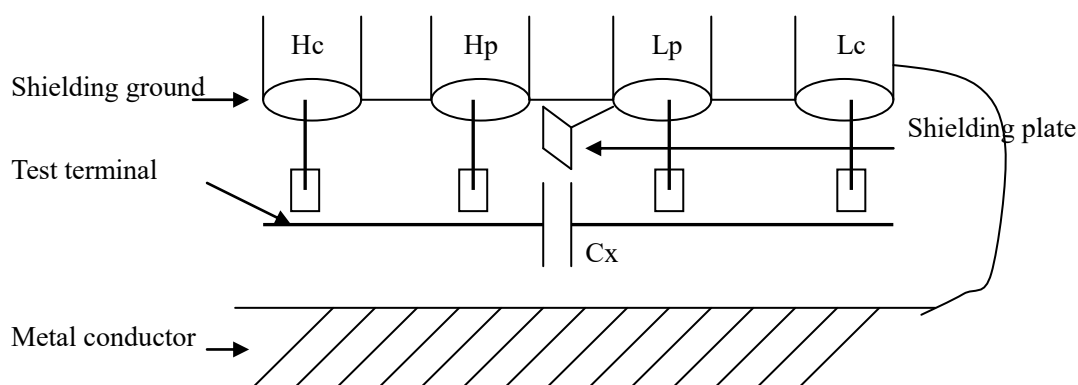 Hc
Hp
Lp
Lc
Shielding ground
Shielding plate
Test terminal
Cx
Metal conductor